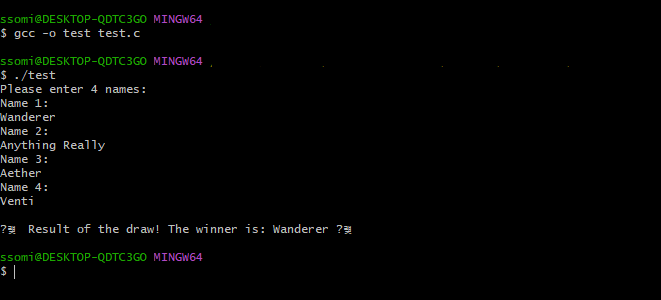 ssomi@DESKTOP-QDTC3GO MINGW64
$ gcc -o test test.c
ssomi@DESKTOP-QDTC3GO MINGW64
$ ./test
Please enter 4 names:
Name 1:
Wanderer
Name 2:
Anything Really
Name 3:
Aether
Name 4:
Venti
?렞 Result of the draw! The winner is: Wanderer ?렞
ssomi@DESKTOP-QDTC3GO MINGW64
$